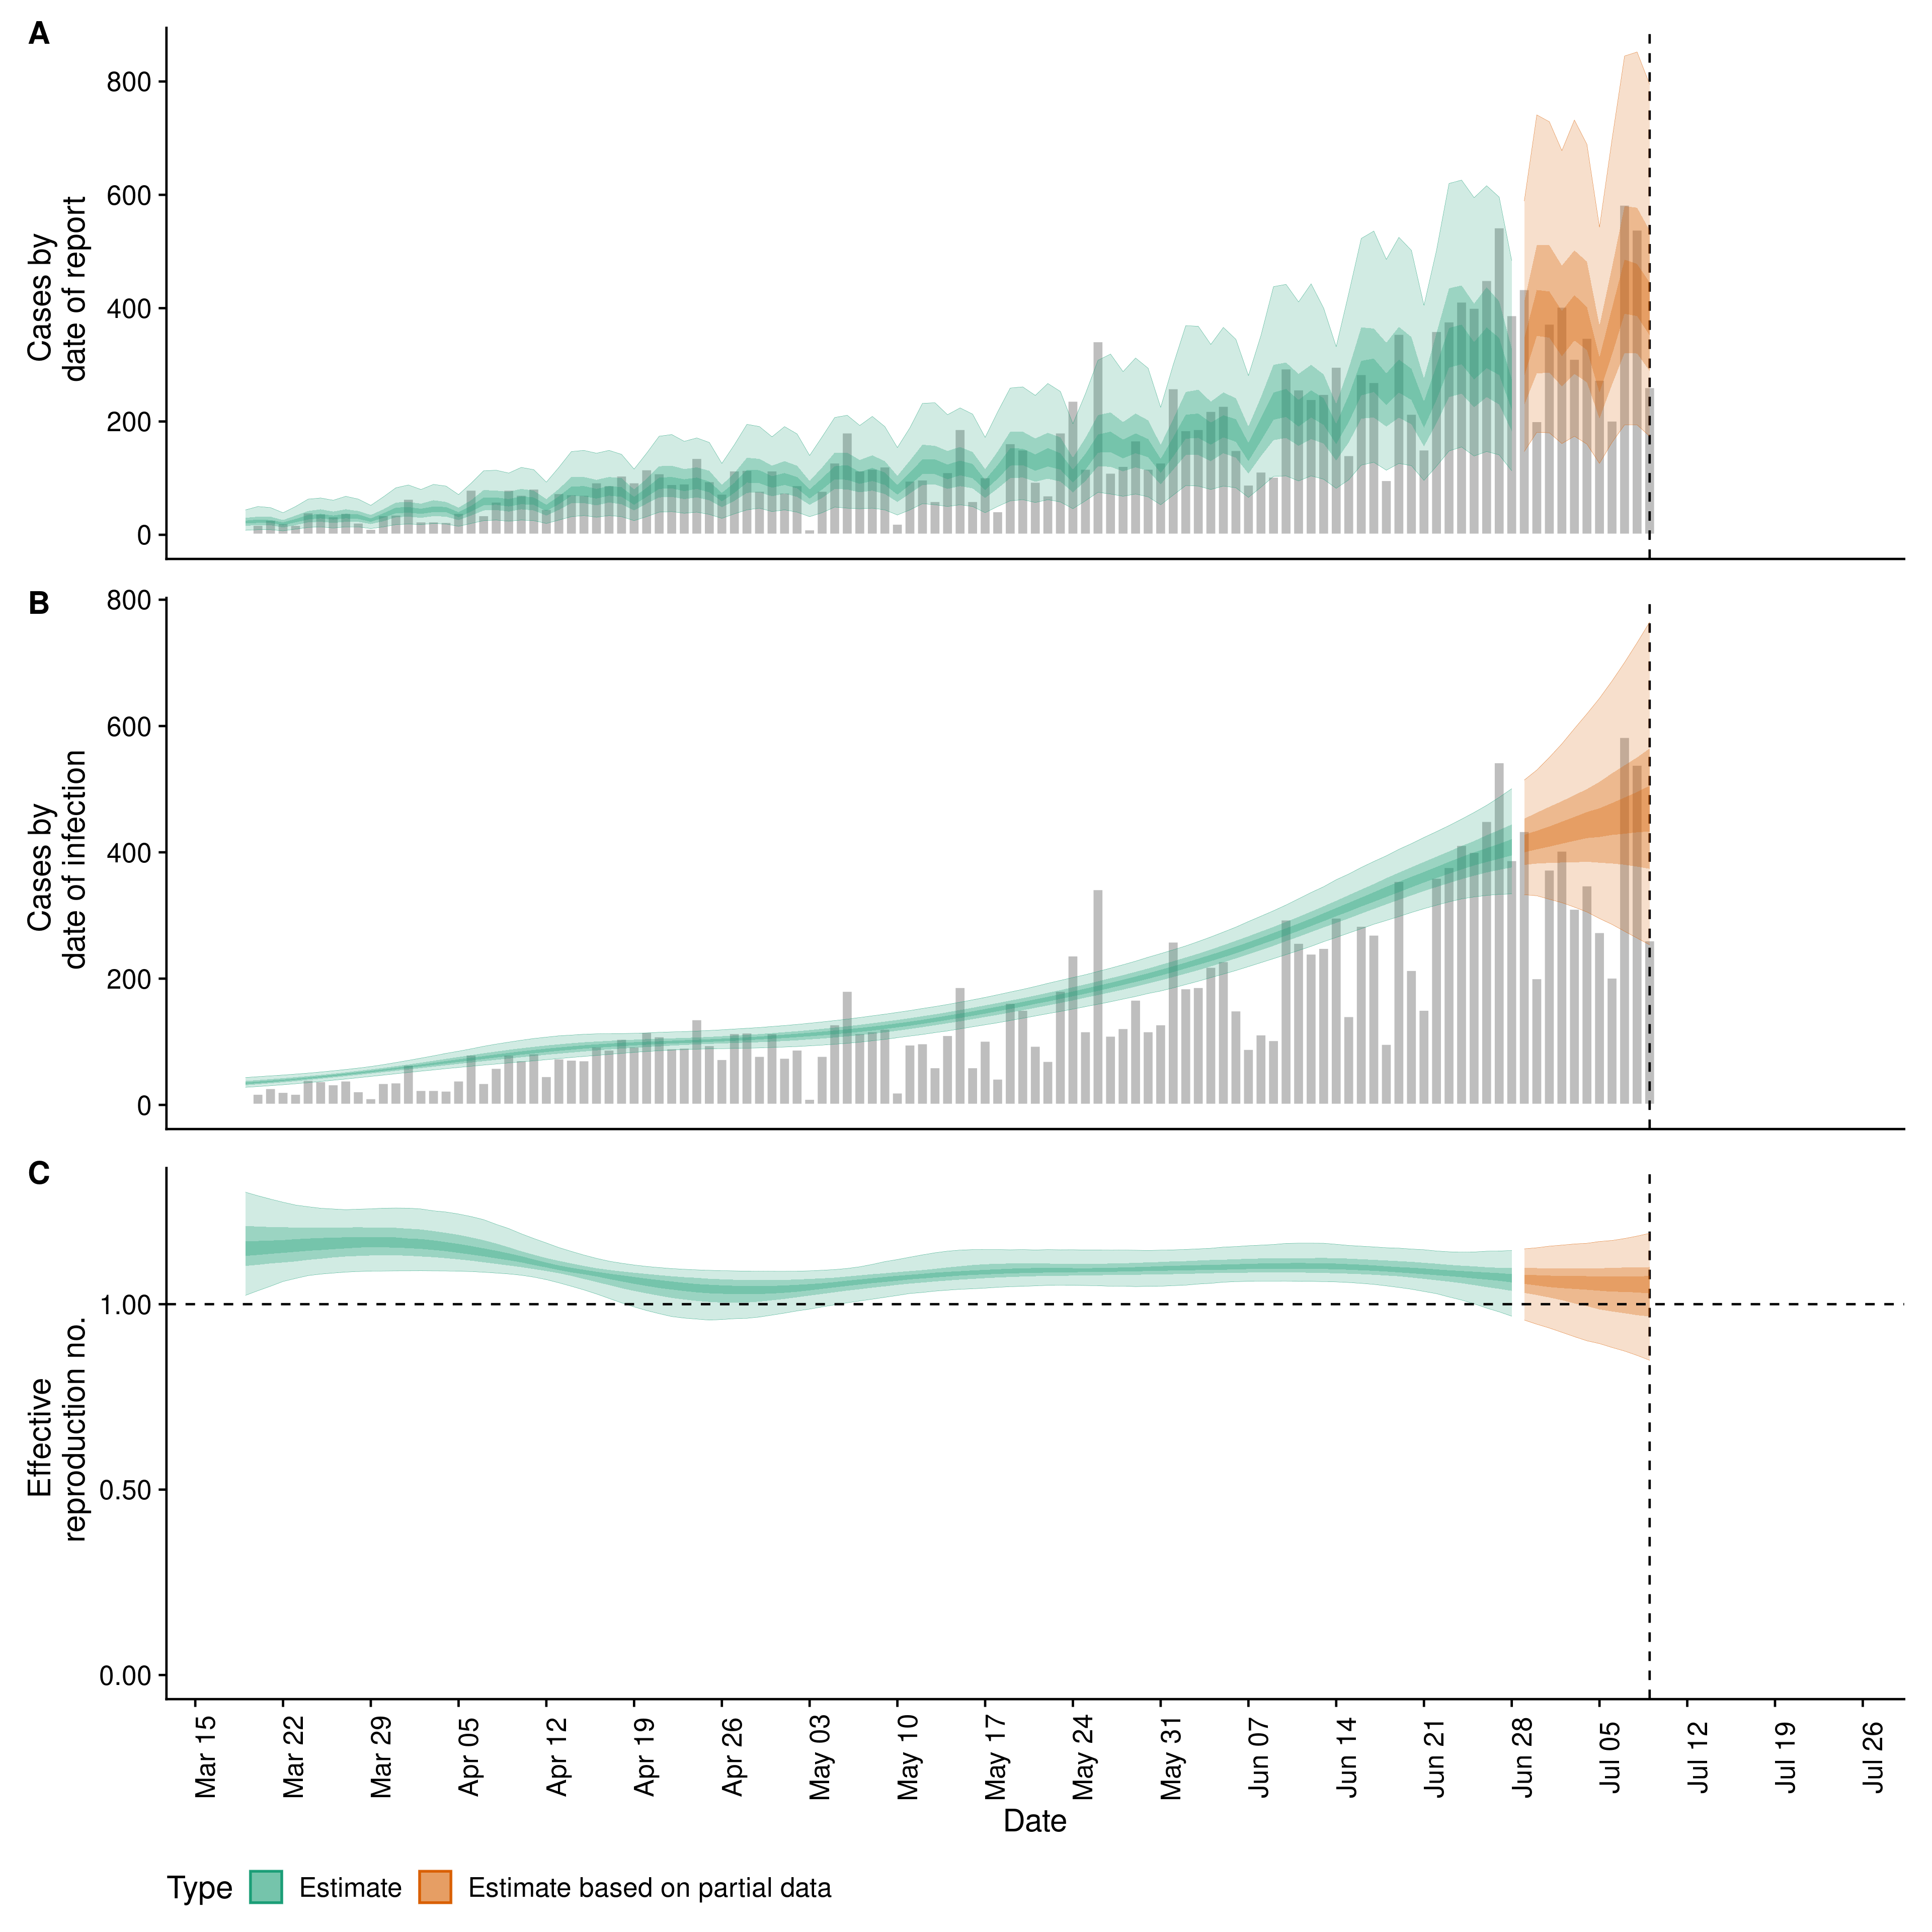 A
Cases by
date of report
800
600
400
200
0
B
Cases by
date of infection
800
600
400
200
0
C
Effective
reproduction no.
1.00
0.50
0.00
Mar 15
Mar 22
Mar 29
Apr 05
Apr 12
Apr 19
Apr 26
May 03
May 10
May 17
May 24
May 31
Jun 07
Jun 14
Jun 21
Jun 28
Jul 05
Jul 12
Jul 19
Jul 26
Date
Type Estimate Estimate based on partial data